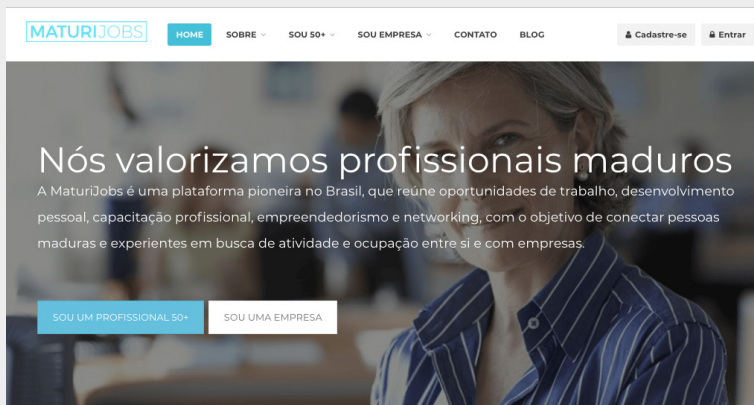 MATURIJOBS HOME SOBRE SOU 50+ SOU EMPRESA CONTATO BLOG Cadastre-se Entrar
Nós valorizamos profissionais maduros
A MaturiJobs é uma plataforma pioneira no Brasil, que reúne oportunidades de trabalho, desenvolvimento
pessoal, capacitação profissional, empreendedorismo e networking, com o objetivo de conectar pessoas
maduras e experientes em busca de atividade e ocupação entre si e com empresas.
SOU UM PROFISSIONAL 50+ SOU UMA EMPRESA